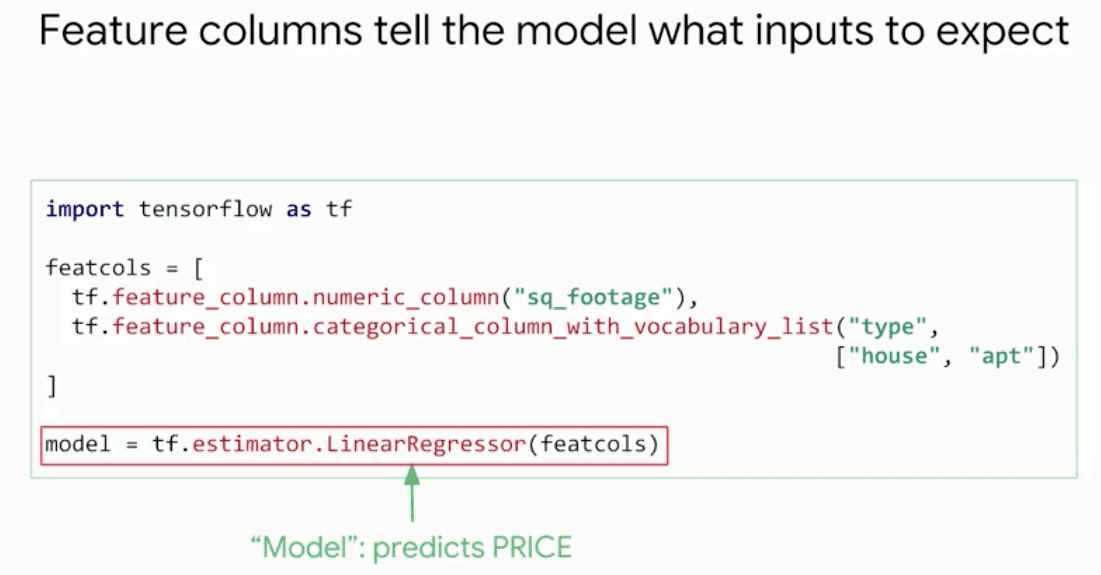 Feature columns tell the model what inputs to expect
import tensorflow as tf
featcols = [
tf.feature_column.numeric_column("sq_footage"),
tf.feature_column.categorical_column_with_vocabulary_list("type",
["house", "apt"])
]
model = tf.estimator.LinearRegressor(featcols)
“Model”: predicts PRICE